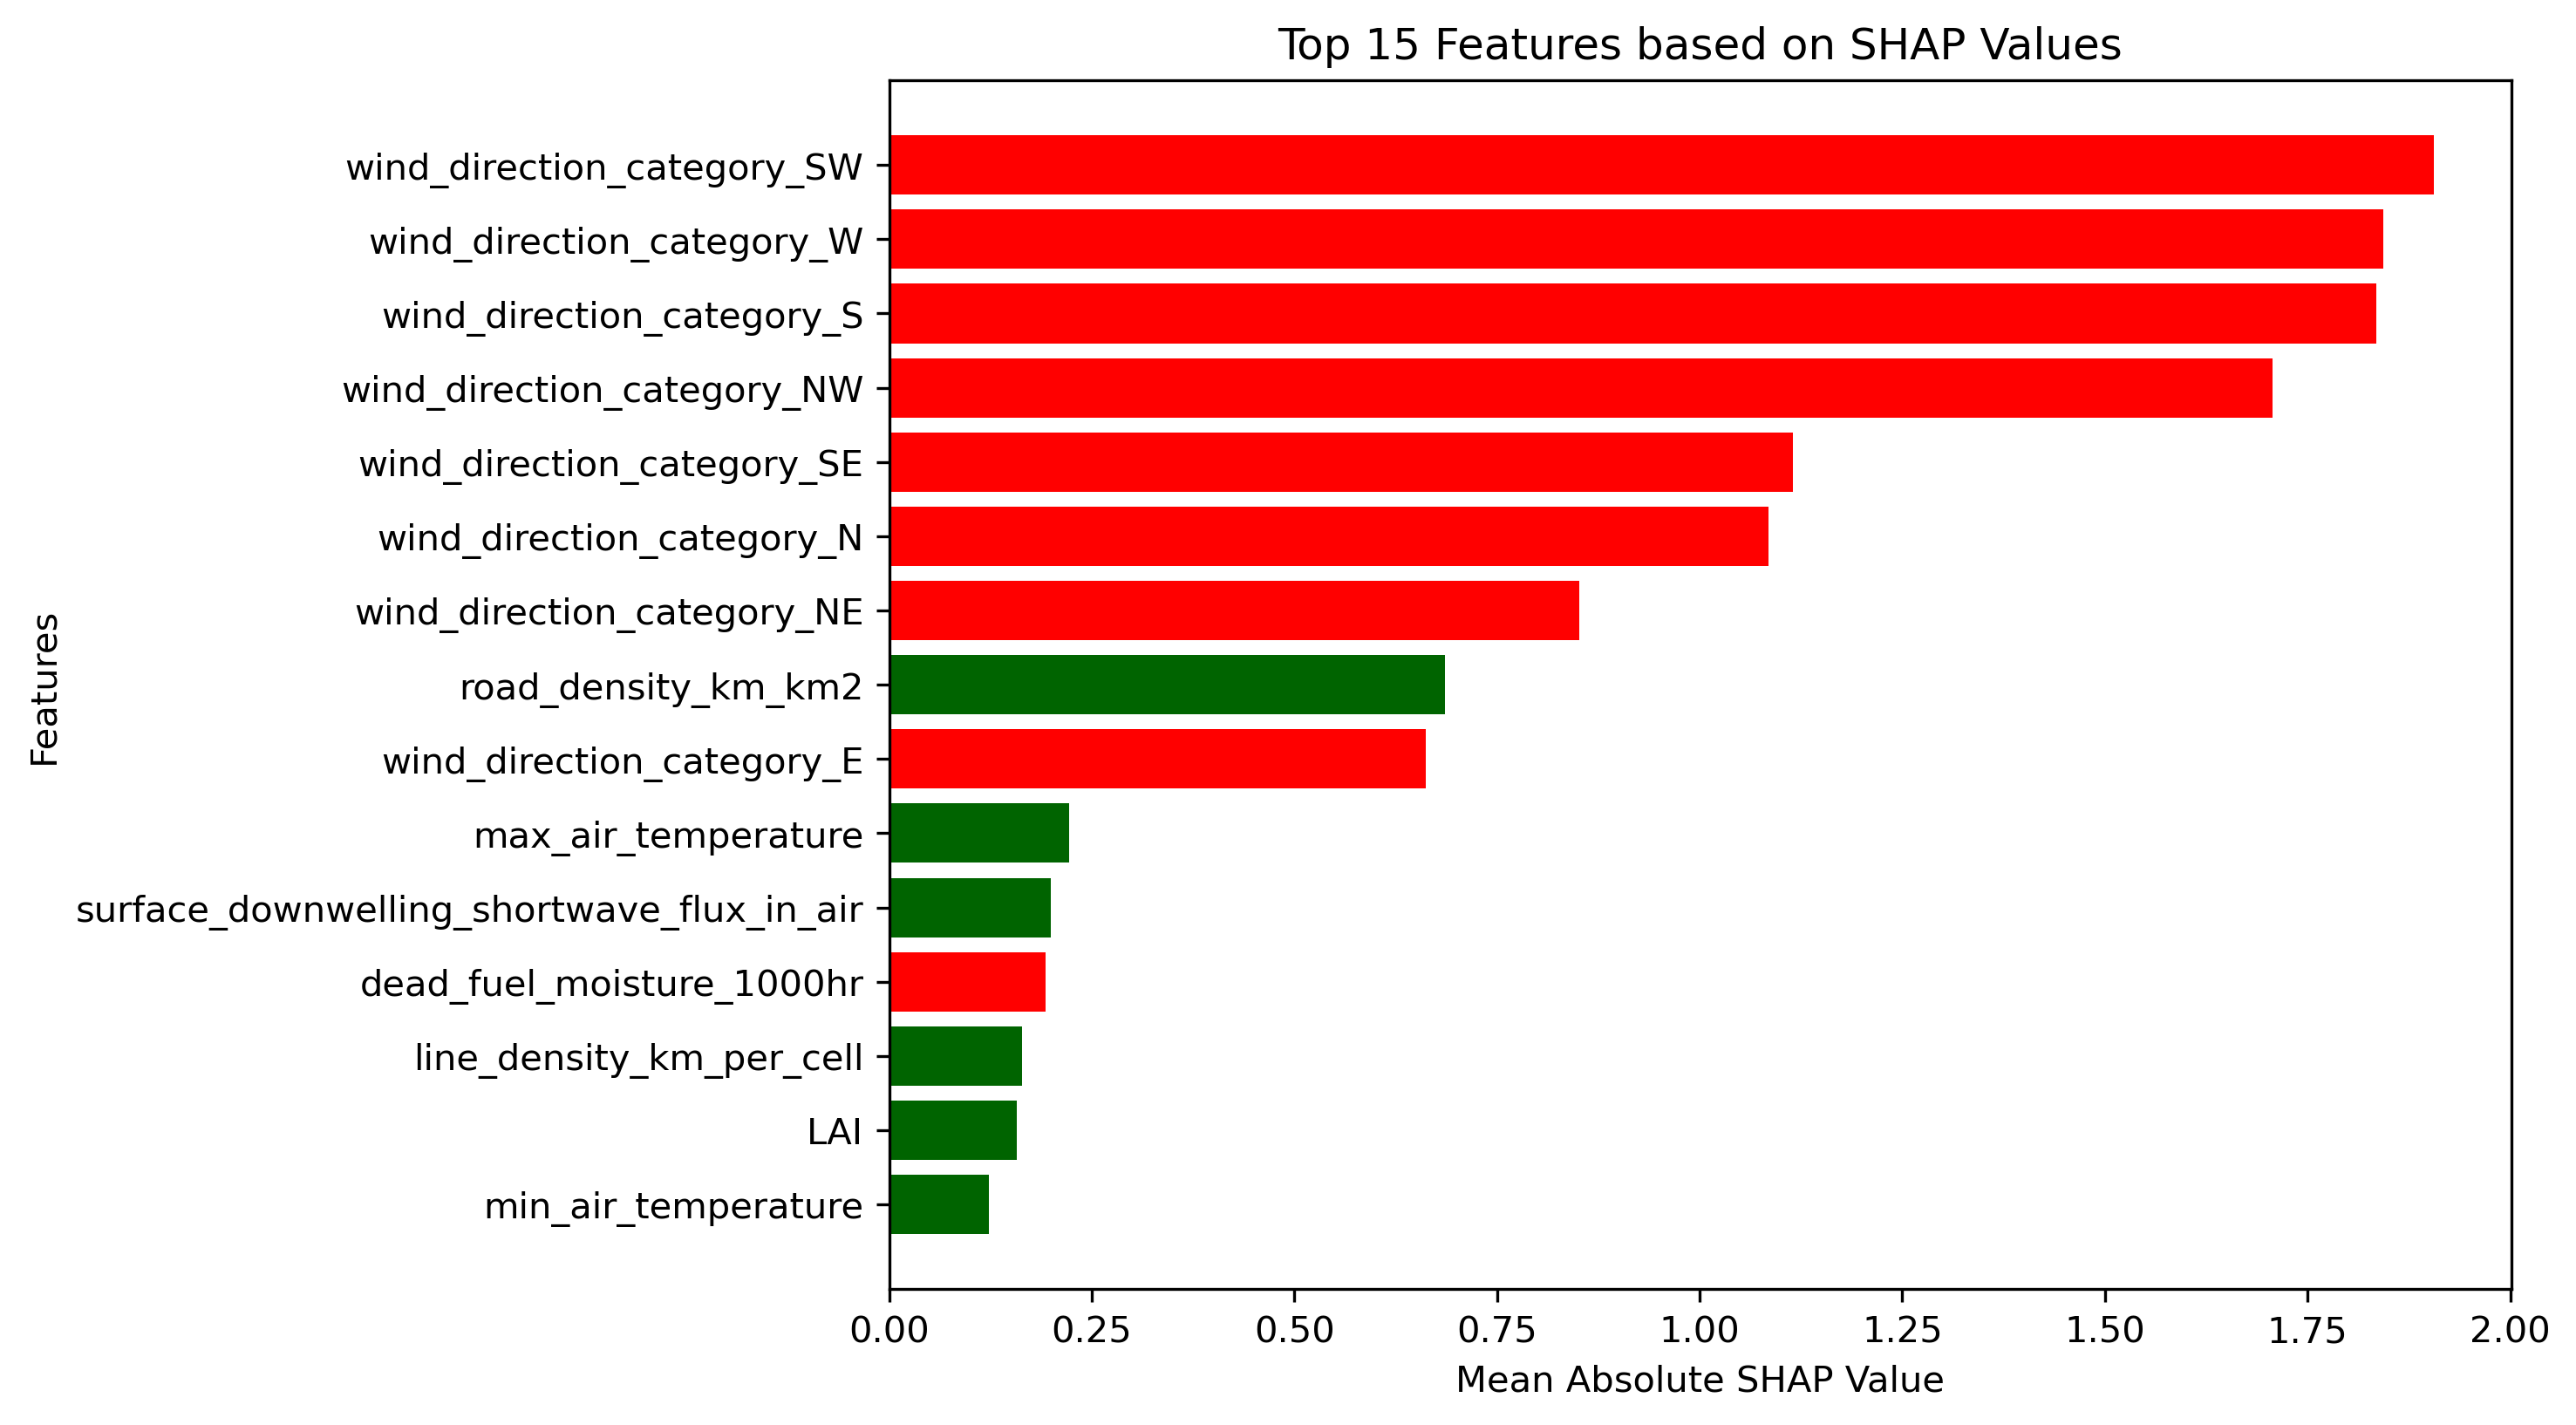 Top 15 Features based on SHAP Values
Features
wind_direction_category_SW
wind_direction_category_W
wind_direction_category_S
wind_direction_category_NW
wind_direction_category_SE
wind_direction_category_N
wind_direction_category_NE
road_density_km_km2
wind_direction_category_E
max_air_temperature
surface_downwelling_shortwave_flux_in_air
dead_fuel_moisture_1000hr
line_density_km_per_cell
LAI
min_air_temperature
0.00 0.25 0.50 0.75 1.00 1.25 1.50 1.75 2.00
Mean Absolute SHAP Value